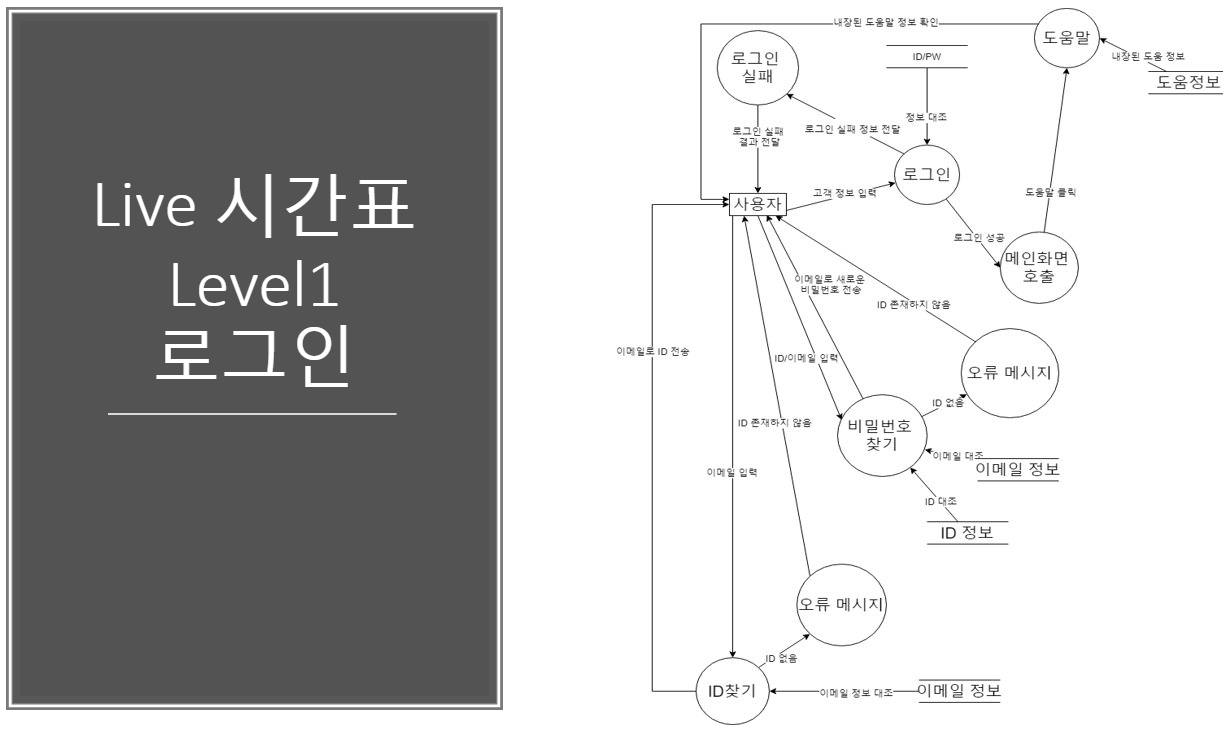 Live 시간표
Level1
로그인
내장된 도움말 정보 확인
도움말
로그인
실패
ID/PW
내장된 도움 정보
도움정보
로그인 실패
결과 전달
로그인 실패 정보 전달
정보 대조
로그인
고객 정보 입력
사용자
도움말 클릭
로그인 성공
메인화면
호출
이메일로 새로운
비밀번호 전송
ID 존재하지 않음
이메일로 ID 전송
ID/이메일 입력
오류 메시지
ID 없음
ID 존재하지 않음
비밀번호
찾기
이메일 대조
이메일 정보
이메일 입력
ID 대조
ID 정보
오류 메시지
ID 없음
ID찾기
이메일 정보 대조
이메일 정보